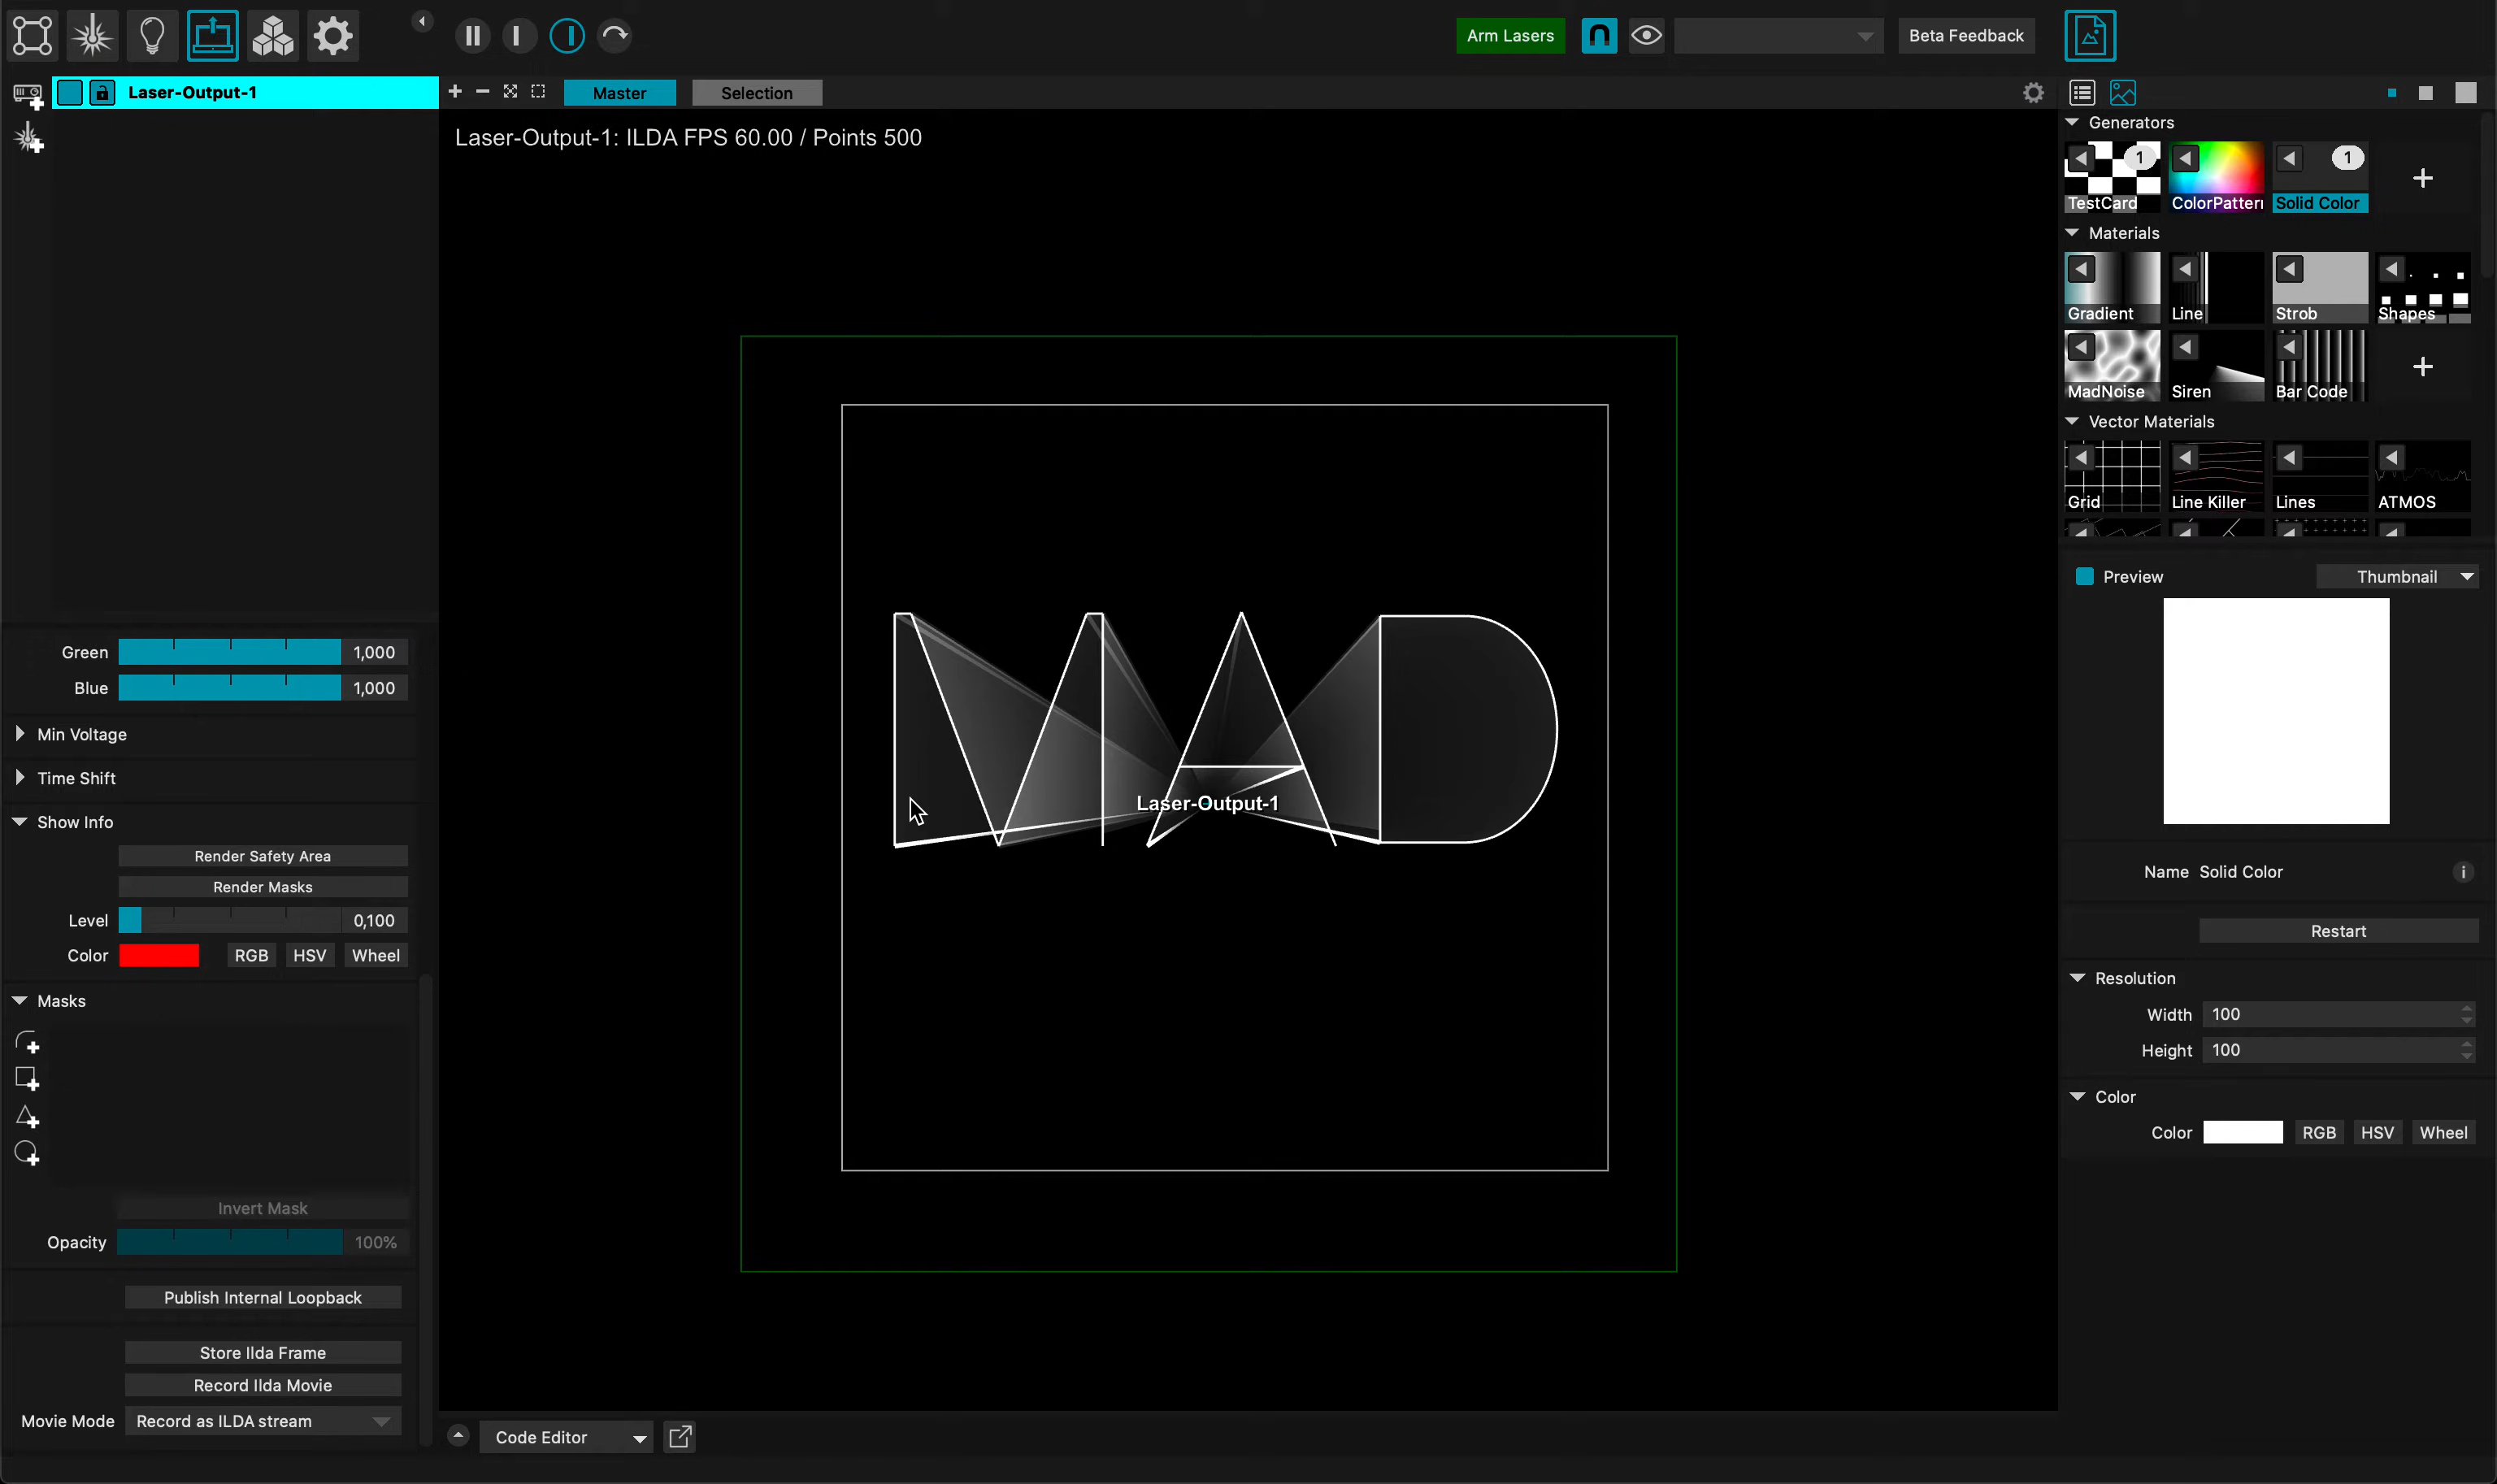 Arm Lasers
Beta Feedback
Laser-Output-1
Master
Selection
Laser-Output-1: ILDA FPS 60.00 / Points 500
Generators
1
1
TestCard
ColorPattern
Solid Color
Materials
Gradient
Line
Strob
Shapes
MadNoise
Siren
Bar Code
Vector Materials
Grid
Line Killer
Lines
ATMOS
Preview
Thumbnail
Name Solid Color
Restart
Resolution
Width 100
Height 100
Color
Color RGB HSV Wheel
MAD
Laser-Output-1
Green 1,000
Blue 1,000
Min Voltage
Time Shift
Show Info
Render Safety Area
Render Masks
Level 0,100
Color RGB HSV Wheel
Masks
Invert Mask
Opacity 100%
Publish Internal Loopback
Store Ilda Frame
Record Ilda Movie
Movie Mode Record as ILDA stream
Code Editor